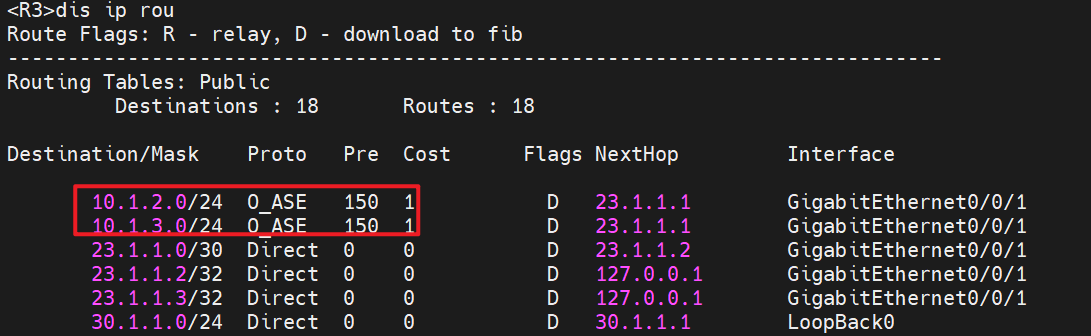 <R3>dis ip rou
Route Flags: R - relay, D - download to fib
------------------------------------------------------------------------------
Routing Tables: Public
         Destinations : 18       Routes : 18

Destination/Mask    Proto   Pre  Cost      Flags NextHop         Interface

       10.1.2.0/24  O_ASE   150  1           D   23.1.1.1        GigabitEthernet0/0/1
       10.1.3.0/24  O_ASE   150  1           D   23.1.1.1        GigabitEthernet0/0/1
       23.1.1.0/30  Direct  0    0           D   23.1.1.2        GigabitEthernet0/0/1
       23.1.1.2/32  Direct  0    0           D   127.0.0.1       GigabitEthernet0/0/1
       23.1.1.3/32  Direct  0    0           D   127.0.0.1       GigabitEthernet0/0/1
       30.1.1.0/24  Direct  0    0           D   30.1.1.1        LoopBack0